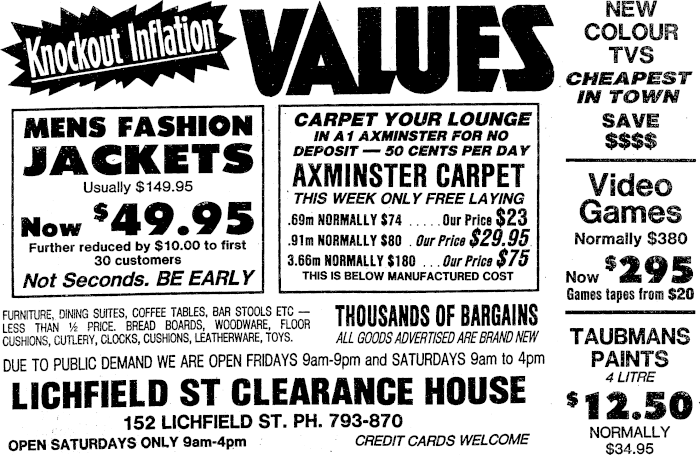 Knockout Inflation
VALUES
MENS FASHION
JACKETS
Usually $149.95
Now $49.95
Further reduced by $10.00 to first
30 customers
Not Seconds. BE EARLY
CARPET YOUR LOUNGE
IN A1 AXMINSTER FOR NO
DEPOSIT — 50 CENTS PER DAY
AXMINSTER CARPET
THIS WEEK ONLY FREE LAYING
.69m NORMALLY $74 ..... Our Price $23
.91m NORMALLY $80 . Our Price $29.95
3.66m NORMALLY $180 ... Our Price $75
THIS IS BELOW MANUFACTURED COST
FURNITURE, DINING SUITES, COFFEE TABLES, BAR STOOLS ETC —
LESS THAN ½ PRICE. BREAD BOARDS, WOODWARE, FLOOR
CUSHIONS, CUTLERY, CLOCKS, CUSHIONS, LEATHERWARE, TOYS.
THOUSANDS OF BARGAINS
ALL GOODS ADVERTISED ARE BRAND NEW
DUE TO PUBLIC DEMAND WE ARE OPEN FRIDAYS 9am-9pm and SATURDAYS 9am to 4pm
LICHFIELD ST CLEARANCE HOUSE
152 LICHFIELD ST. PH. 793-870
OPEN SATURDAYS ONLY 9am-4pm
CREDIT CARDS WELCOME
NEW
COLOUR
TVS
CHEAPEST
IN TOWN
SAVE
$$$$
Video
Games
Normally $380
Now $295
Games tapes from $20
TAUBMANS
PAINTS
4 LITRE
$12.50
NORMALLY
$34.95